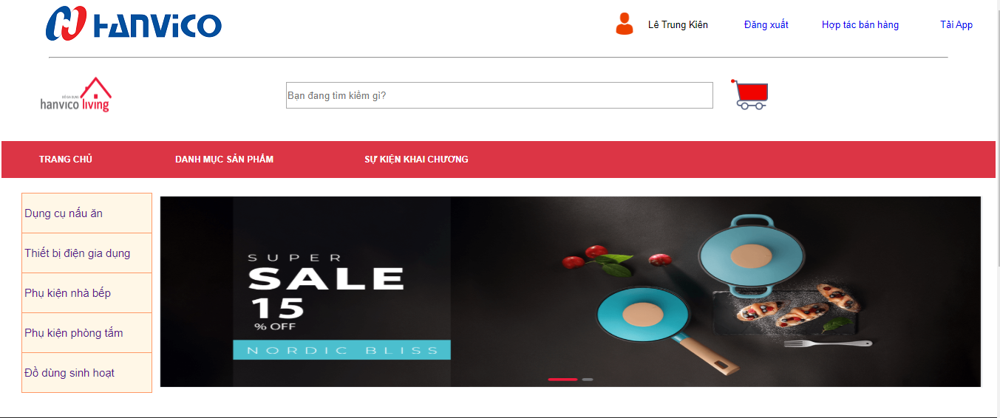 HANVICO
Lê Trung Kiên
Đăng xuất
Hợp tác bán hàng
Tải App
ĐỒ GIA DỤNG
hanvico living
Bạn đang tìm kiếm gì?
TRANG CHỦ
DANH MỤC SẢN PHẨM
SỰ KIỆN KHAI CHƯƠNG
Dụng cụ nấu ăn
Thiết bị điện gia dụng
Phụ kiện nhà bếp
Phụ kiện phòng tắm
Đồ dùng sinh hoạt
SUPER
SALE
15
% OFF
NORDIC BLISS